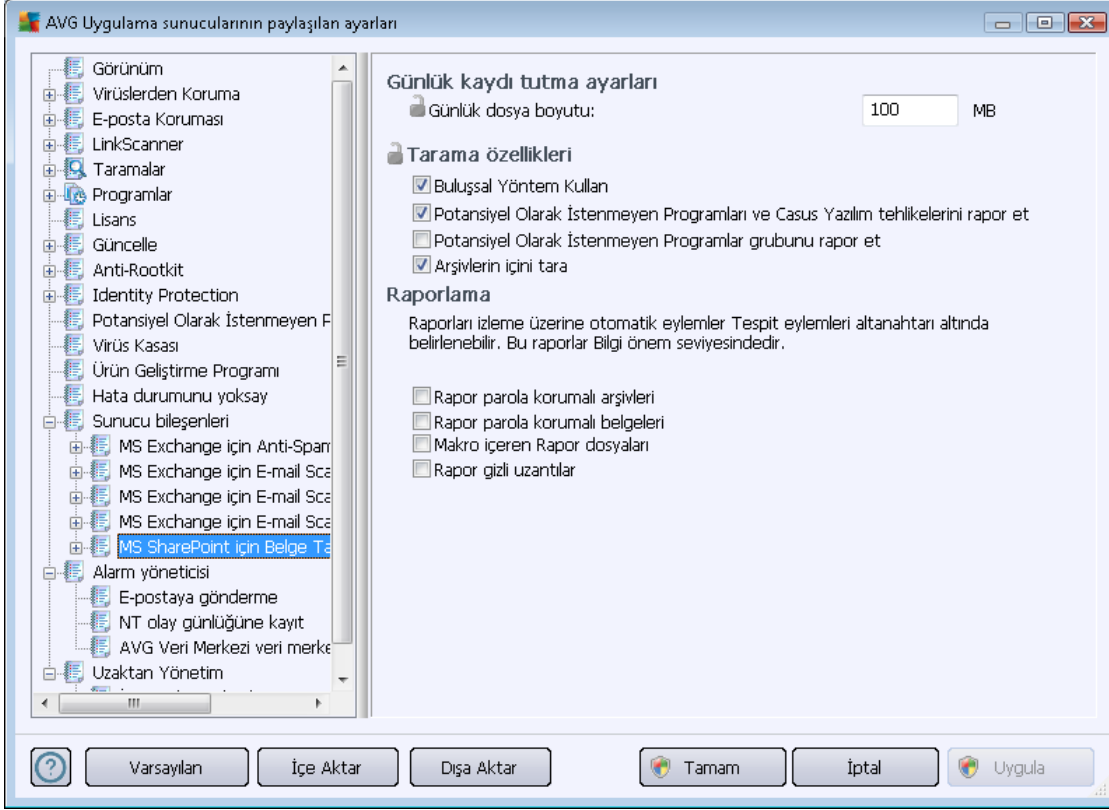 AVG Uygulama sunucularının paylaşılan ayarları
Görünüm
Virüslerden Koruma
E-posta Koruması
LinkScanner
Taramalar
Programlar
Lisans
Güncelle
Anti-Rootkit
Identity Protection
Potansiyel Olarak İstenmeyen P
Virüs Kasası
Ürün Geliştirme Programı
Hata durumunu yoksay
Sunucu bileşenleri
MS Exchange için Anti-Spam
MS Exchange için E-mail Sca
MS Exchange için E-mail Sca
MS Exchange için E-mail Sca
MS SharePoint için Belge Ta
Alarm yöneticisi
E-postaya gönderme
NT olay günlüğüne kayıt
AVG Veri Merkezi veri merke
Uzaktan Yönetim
Günlük kaydı tutma ayarları
Günlük dosya boyutu: 100 MB
Tarama özellikleri
Buluşsal Yöntem Kullan
Potansiyel Olarak İstenmeyen Programları ve Casus Yazılım tehlikelerini rapor et
Potansiyel Olarak İstenmeyen Programlar grubunu rapor et
Arşivlerin içini tara
Raporlama
Raporları izleme üzerine otomatik eylemler Tespit eylemleri altanahtarı altında
belirlenebilir. Bu raporlar Bilgi önem seviyesindedir.
Rapor parola korumalı arşivleri
Rapor parola korumalı belgeleri
Makro içeren Rapor dosyaları
Rapor gizli uzantılar
Varsayılan İçe Aktar Dışa Aktar Tamam İptal Uygula